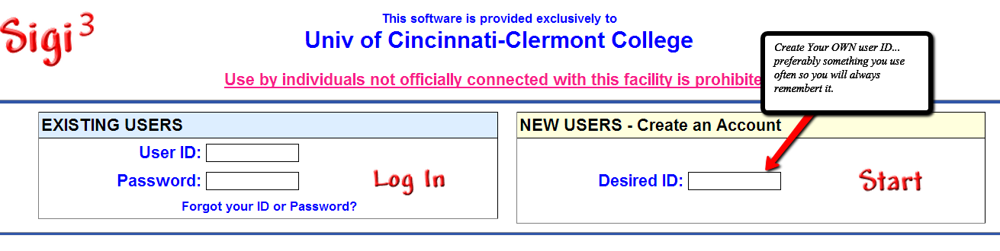 Sigi³
This software is provided exclusively to
Univ of Cincinnati-Clermont College
Use by individuals not officially connected with this facility is prohibite
Create Your OWN user ID...
preferably something you use
often so you will always
remembert it.
EXISTING USERS
User ID:
Password:
Log In
Forgot your ID or Password?
NEW USERS - Create an Account
Desired ID:
Start